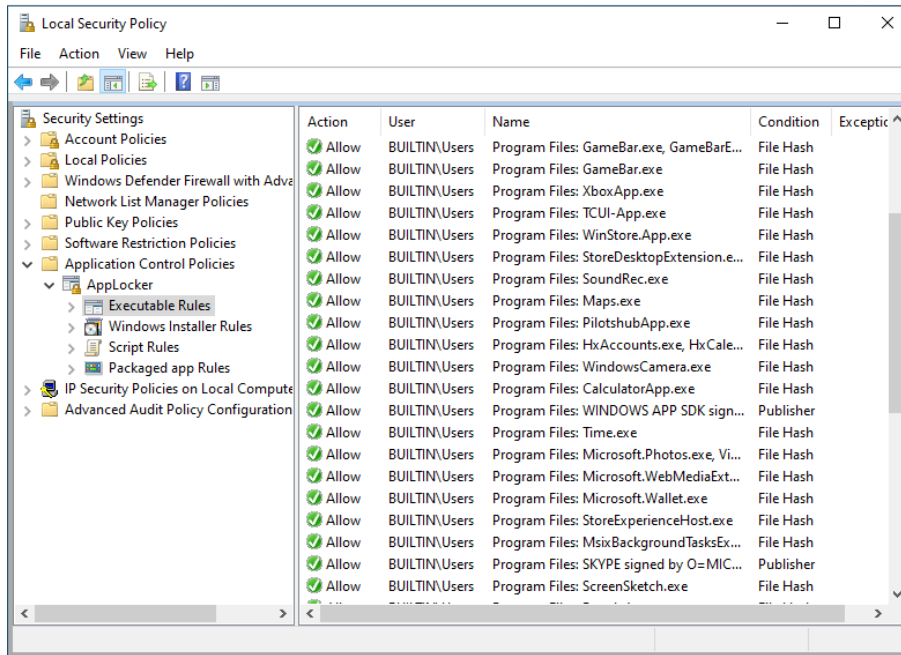 Local Security Policy
File Action View Help
Security Settings
Account Policies
Local Policies
Windows Defender Firewall with Adva
Network List Manager Policies
Public Key Policies
Software Restriction Policies
Application Control Policies
AppLocker
Executable Rules
Windows Installer Rules
Script Rules
Packaged app Rules
IP Security Policies on Local Compute
Advanced Audit Policy Configuration
Action User Name Condition Exceptic
Allow BUILTIN\Users Program Files: GameBar.exe, GameBarE... File Hash
Allow BUILTIN\Users Program Files: GameBar.exe File Hash
Allow BUILTIN\Users Program Files: XboxApp.exe File Hash
Allow BUILTIN\Users Program Files: TCUI-App.exe File Hash
Allow BUILTIN\Users Program Files: WinStore.App.exe File Hash
Allow BUILTIN\Users Program Files: StoreDesktopExtension.e... File Hash
Allow BUILTIN\Users Program Files: SoundRec.exe File Hash
Allow BUILTIN\Users Program Files: Maps.exe File Hash
Allow BUILTIN\Users Program Files: PilotshubApp.exe File Hash
Allow BUILTIN\Users Program Files: HxAccounts.exe, HxCale... File Hash
Allow BUILTIN\Users Program Files: WindowsCamera.exe File Hash
Allow BUILTIN\Users Program Files: CalculatorApp.exe File Hash
Allow BUILTIN\Users Program Files: WINDOWS APP SDK sign... Publisher
Allow BUILTIN\Users Program Files: Time.exe File Hash
Allow BUILTIN\Users Program Files: Microsoft.Photos.exe, Vi... File Hash
Allow BUILTIN\Users Program Files: Microsoft.WebMediaExt... File Hash
Allow BUILTIN\Users Program Files: Microsoft.Wallet.exe File Hash
Allow BUILTIN\Users Program Files: StoreExperienceHost.exe File Hash
Allow BUILTIN\Users Program Files: MsixBackgroundTasksEx... File Hash
Allow BUILTIN\Users Program Files: SKYPE signed by O=MIC... Publisher
Allow BUILTIN\Users Program Files: ScreenSketch.exe File Hash